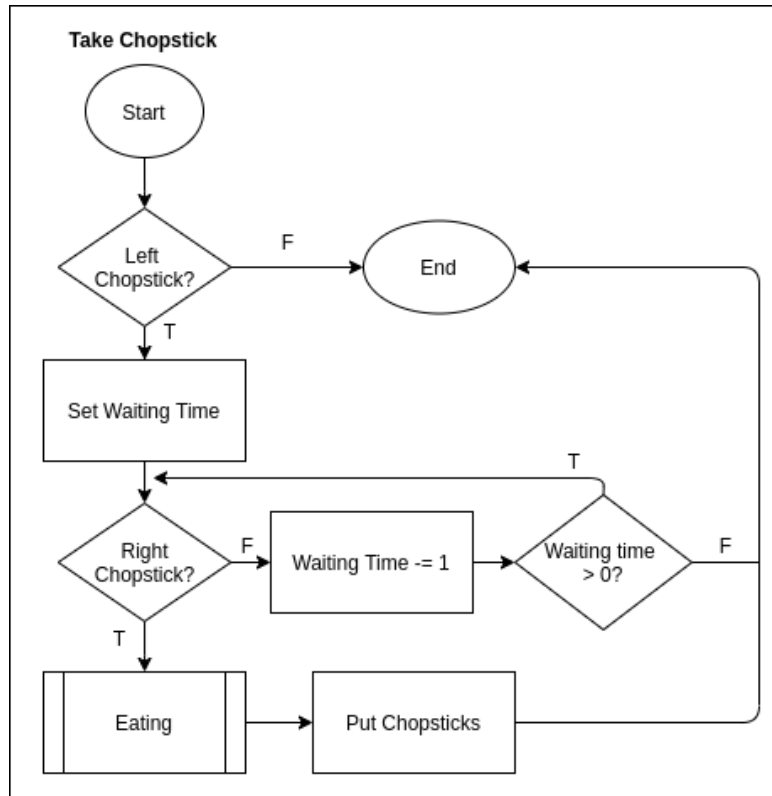 Take Chopstick
Start
Left
Chopstick?
F
End
T
Set Waiting Time
T
Right
Chopstick?
F
Waiting Time -= 1
Waiting time
> 0?
F
T
Eating
Put Chopsticks